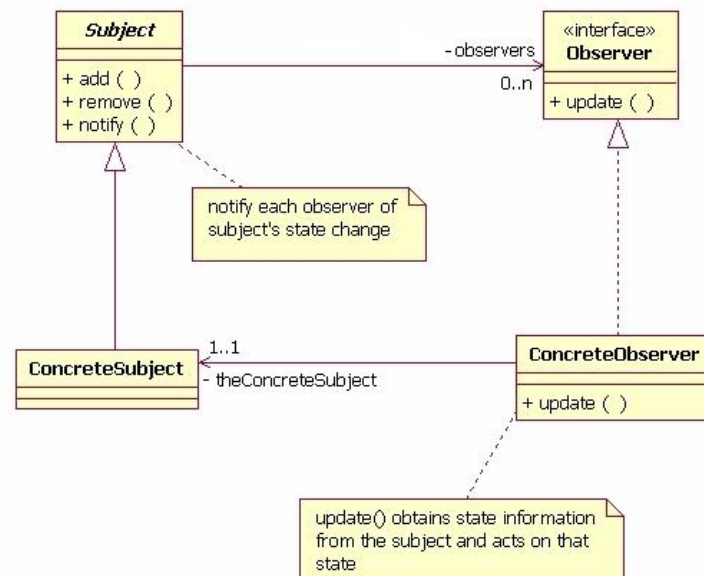 Subject
+ add ( )
+ remove ( )
+ notify ( )
- observers
0..n
«interface»
Observer
+ update ( )
notify each observer of
subject's state change
ConcreteSubject
1..1
- theConcreteSubject
ConcreteObserver
+ update ( )
update() obtains state information
from the subject and acts on that
state